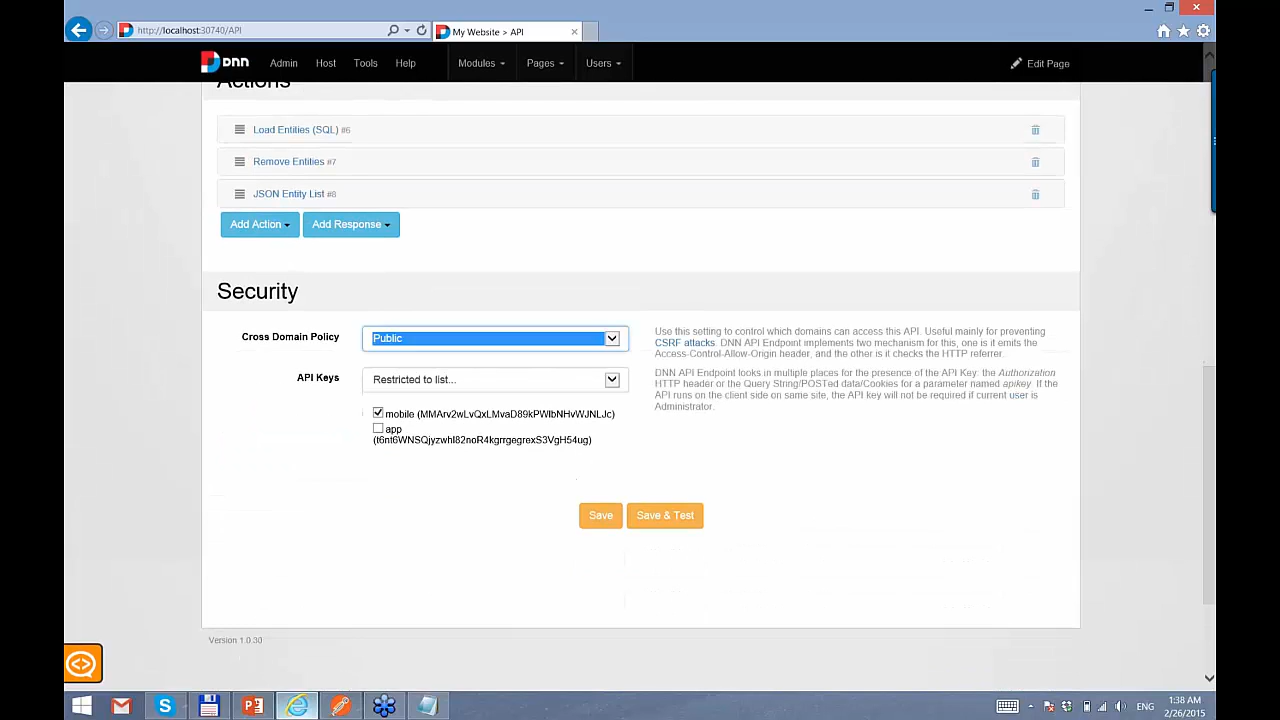 http://localhost:30740/API
My Website > API
DNN
Admin
Host
Tools
Help
Modules
Pages
Users
Edit Page
Actions
Load Entities (SQL) #6
Remove Entities #7
JSON Entity List #8
Add Action
Add Response
Security
Cross Domain Policy
Public
Use this setting to control which domains can access this API. Useful mainly for preventing
CSRF attacks. DNN API Endpoint implements two mechanism for this, one is it emits the
Access-Control-Allow-Origin header, and the other is it checks the HTTP referrer.
API Keys
Restricted to list...
DNN API Endpoint looks in multiple places for the presence of the API Key: the Authorization
HTTP header or the Query String/POSTed data/Cookies for a parameter named apikey. If the
API runs on the client side on same site, the API key will not be required if current user is
Administrator.
mobile (MMArv2wLvQxLMvaD89kPWIbNHvWJNLJc)
app
(t6nt6WNSQjyzwhI82noR4kgrrgegrexS3VgH54ug)
Save
Save & Test
Version 1.0.30
ENG
1:38 AM
2/26/2015